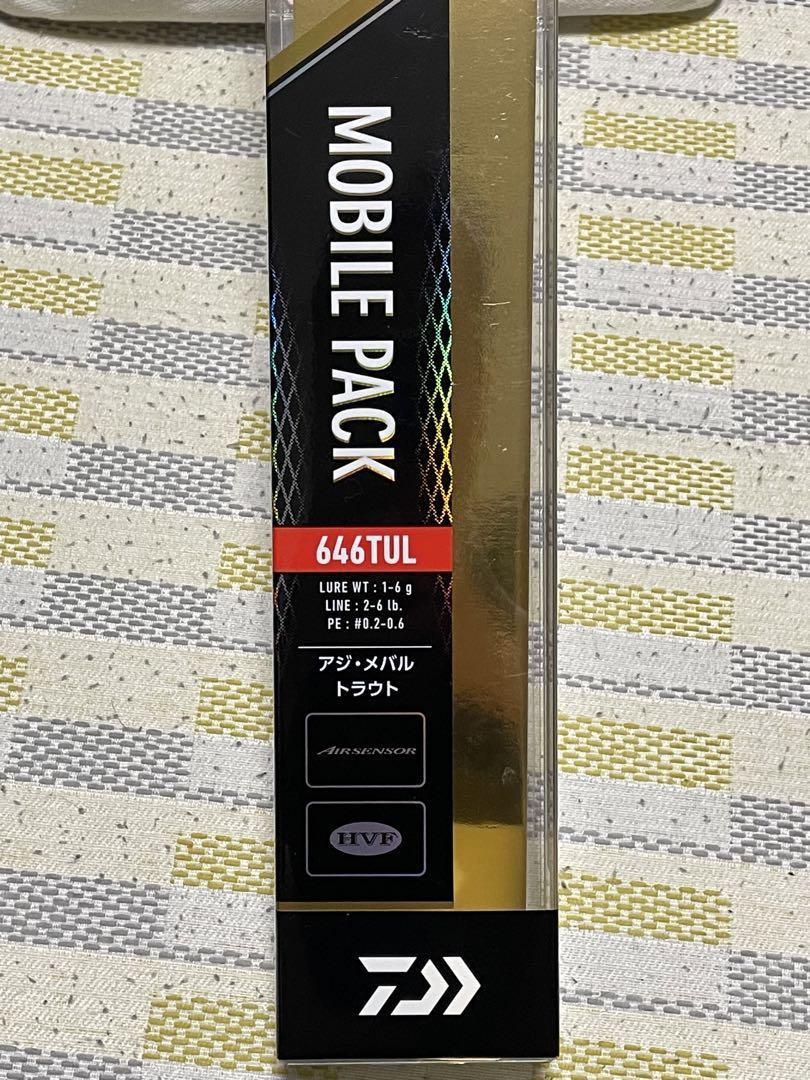 MOBILE PACK
646TUL
LURE WT : 1-6 g
LINE : 2-6 lb.
PE : #0.2-0.6
アジ・メバル
トラウト
AIRSENSOR
HVF